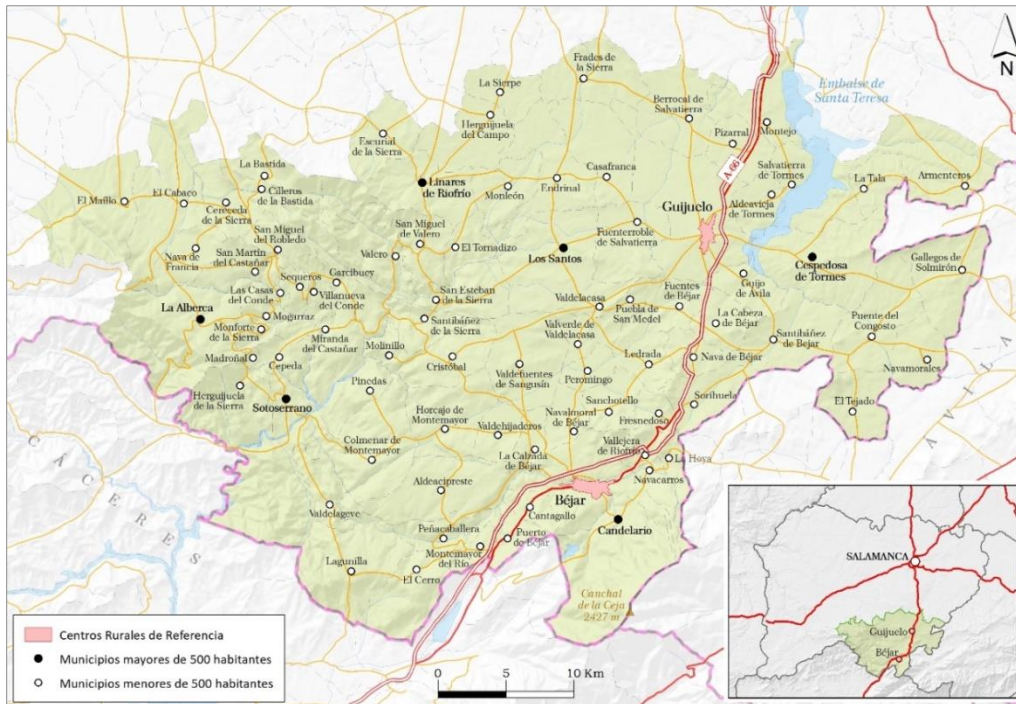 Frades de
la Sierra
N
La Sierpe
Embalse de
Santa Teresa
Berrocal de
Salvatierra
Herguijuela
del Campo
Pizarral
Montejo
Escurial
de la Sierra
A-66
La Bastida
Casafranca
Salvatierra
de Tormes
Linares
de Riofrío
Endrinal
La Tala
Armenteros
El Cabaco
Cilleros de
la Bastida
Monleón
El Maíllo
Cereceda de
la Sierra
Aldeavieja
de Tormes
Guijuelo
San Miguel
de Valero
Fuenterroble
de Salvatierra
San Miguel
del Robledo
El Tornadizo
Nava de
Francia
San Martín
del Castañar
Valero
Los Santos
Cespedosa
de Tormes
Gallegos de
Solmirón
Sequeros
Garcibuey
Guijo
de Ávila
Las Casas
del Conde
Villanueva
del Conde
San Esteban
de la Sierra
Valdelacasa
Fuentes
de Béjar
La Alberca
Mogarraz
Puebla de
San Medel
La Cabeza
de Béjar
Puente del
Congosto
Monforte
de la Sierra
Miranda
del Castañar
Santibáñez
de la Sierra
Valverde de
Valdelacasa
Santibáñez
de Bejar
Madroñal
Cepeda
Molinillo
Cristóbal
Ledrada
Nava de Béjar
Valdefuentes
de Sangusín
Peromingo
Navamorales
Herguijuela
de la Sierra
Pinedas
Sanchotello
Sorihuela
El Tejado
Sotoserrano
Horcajo de
Montemayor
Navalmoral
de Béjar
Fresnedoso
Valdehijaderos
Colmenar de
Montemayor
Vallejera
de Riofrío
La Hoya
La Calzada
de Béjar
CÁCERES
ÁVILA
Aldeacipreste
Navacarros
Béjar
Valdelageve
Cantagallo
Candelario
Peñacaballera
Puerto
de Béjar
Montemayor
del Río
Lagunilla
El Cerro
Canchal
de la Ceja
2427 m
SALAMANCA
Guijuelo
Béjar
Centros Rurales de Referencia
Municipios mayores de 500 habitantes
Municipios menores de 500 habitantes
0 5 10 Km